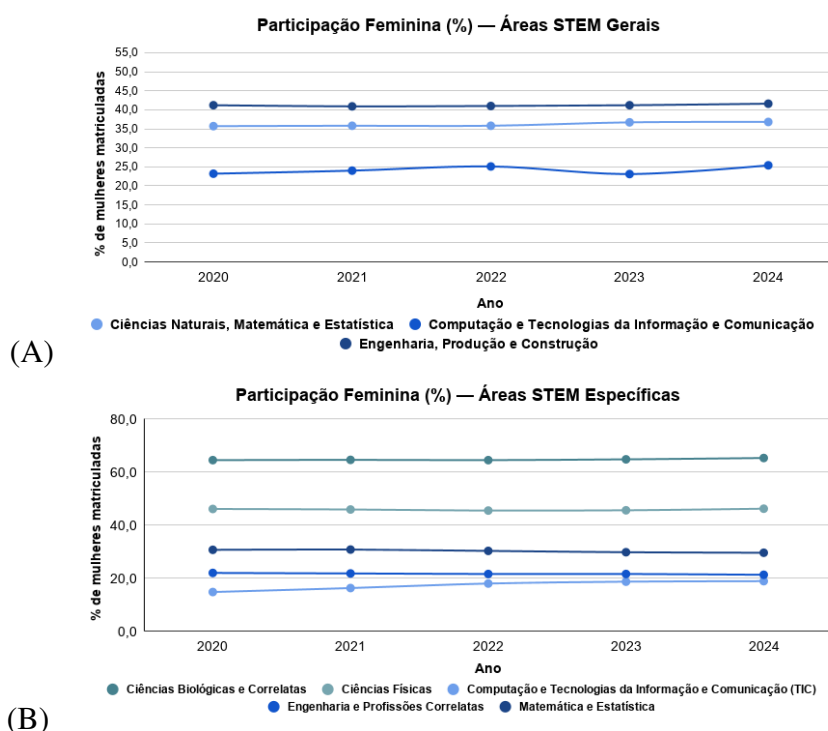 Participação Feminina (%) — Áreas STEM Gerais
% de mulheres matriculadas
55,0
50,0
45,0
40,0
35,0
30,0
25,0
20,0
15,0
10,0
5,0
0,0
2020 2021 2022 2023 2024
Ano
Ciências Naturais, Matemática e Estatística Computação e Tecnologias da Informação e Comunicação
Engenharia, Produção e Construção
(A)
Participação Feminina (%) — Áreas STEM Específicas
% de mulheres matriculadas
80,0
60,0
40,0
20,0
0,0
2020 2021 2022 2023 2024
Ano
Ciências Biológicas e Correlatas Ciências Físicas Computação e Tecnologias da Informação e Comunicação (TIC)
Engenharia e Profissões Correlatas Matemática e Estatística
(B)